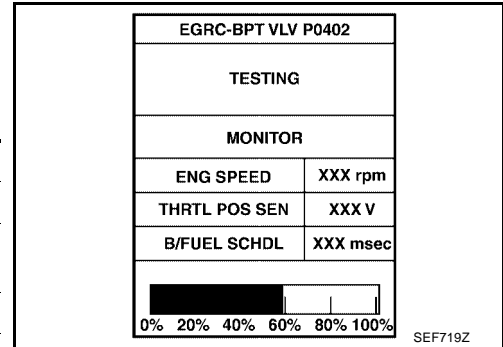 EGRC-BPT VLV P0402
TESTING
MONITOR
ENG SPEED XXX rpm
THRTL POS SEN XXX V
B/FUEL SCHDL XXX msec
0% 20% 40% 60% 80% 100%
SEF719Z